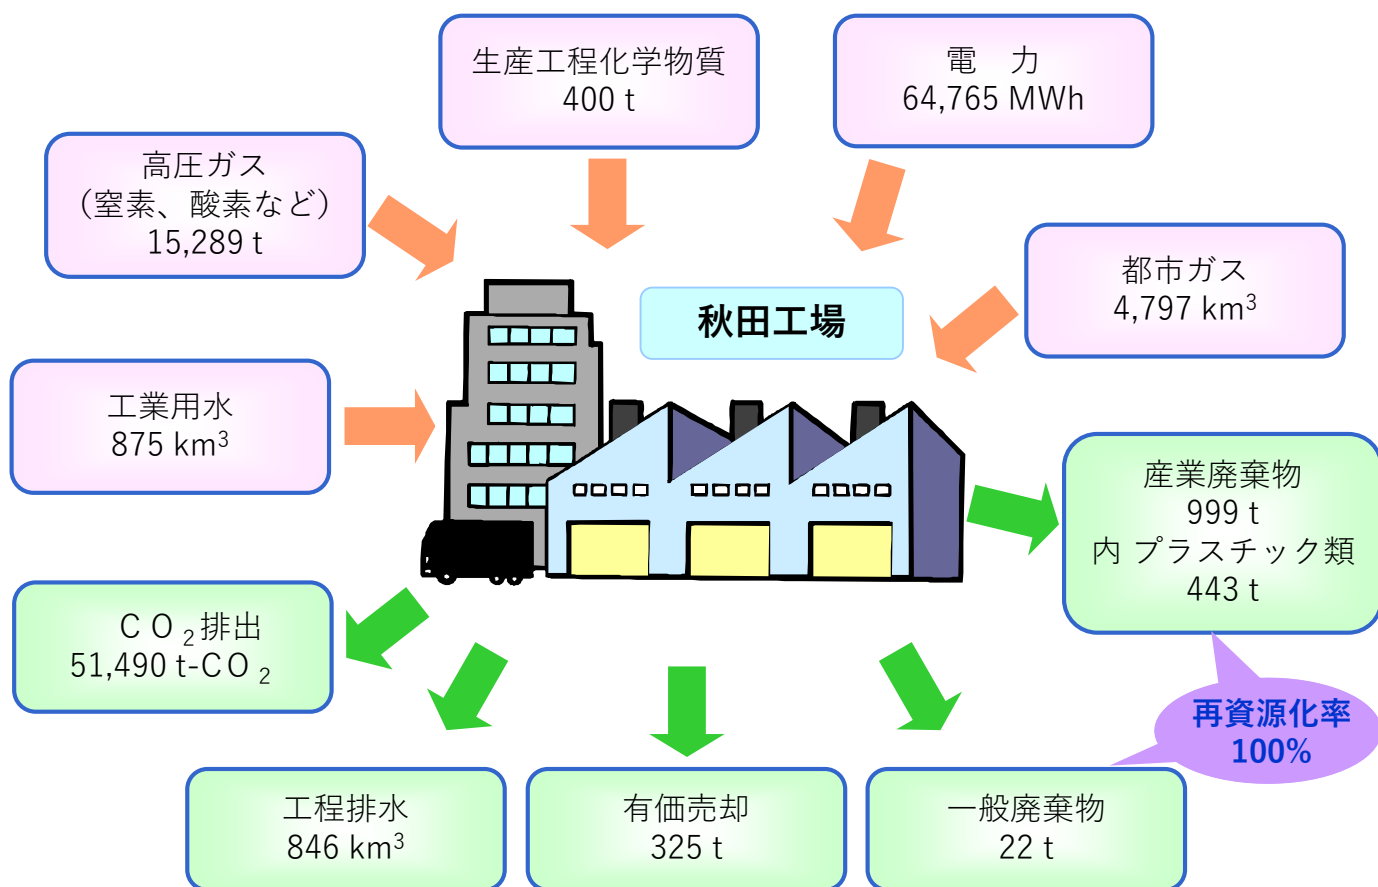 生産工程化学物質
400 t
電　力
64,765 MWh
高圧ガス
（窒素、酸素など）
15,289 t
都市ガス
4,797 km³
秋田工場
工業用水
875 km³
産業廃棄物
999 t
内 プラスチック類
443 t
ＣＯ₂排出
51,490 t-CO₂
再資源化率
100%
工程排水
846 km³
有価売却
325 t
一般廃棄物
22 t